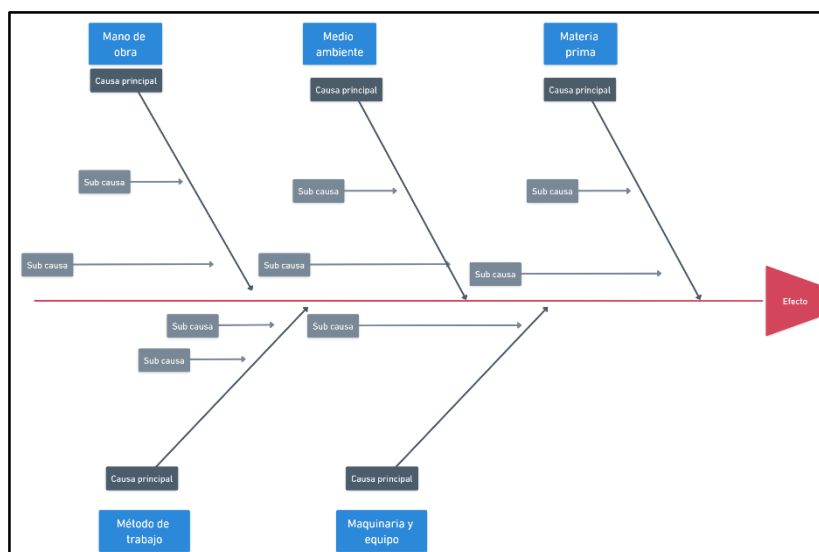 Mano de
obra
Medio
ambiente
Materia
prima
Causa principal
Causa principal
Causa principal
Sub causa
Sub causa
Sub causa
Sub causa
Sub causa
Sub causa
Efecto
Sub causa
Sub causa
Sub causa
Causa principal
Causa principal
Método de
trabajo
Maquinaria y
equipo